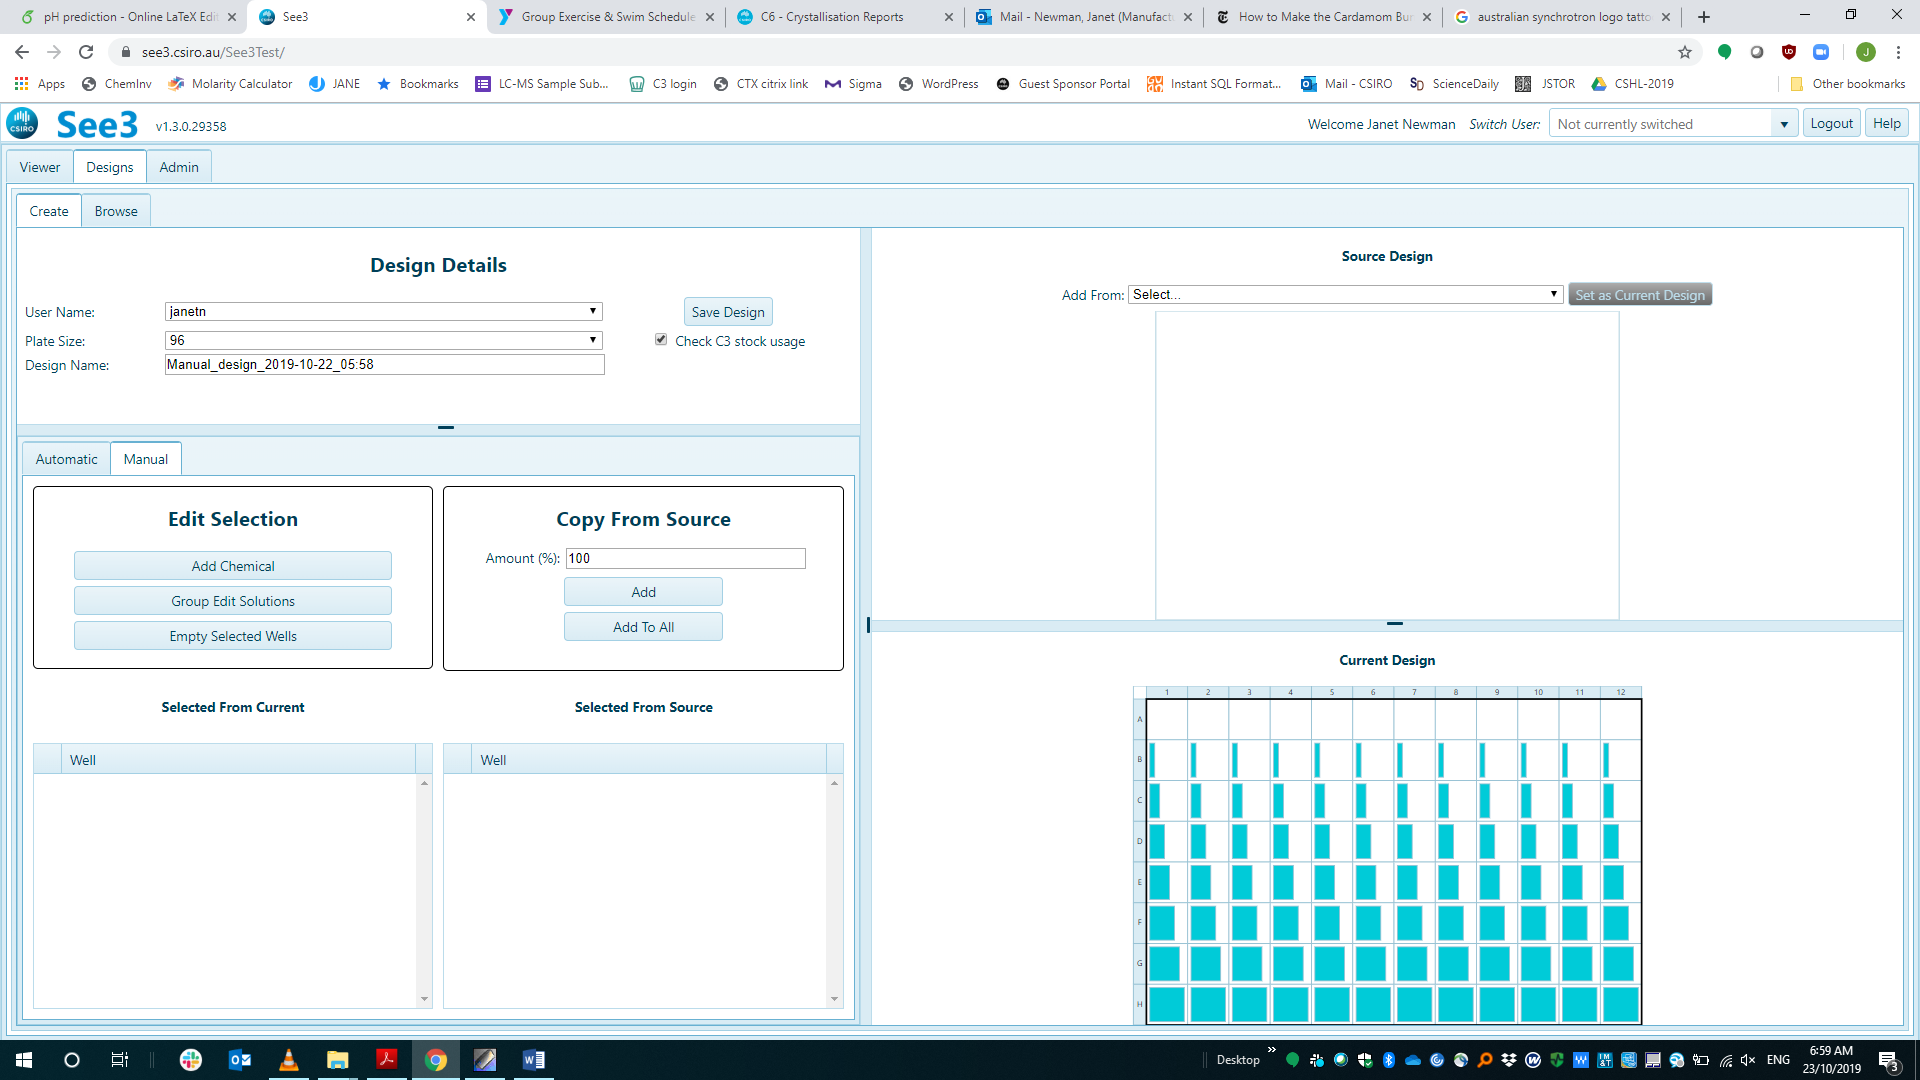 pH prediction - Online LaTeX Edit
See3
Group Exercise & Swim Schedule
C6 - Crystallisation Reports
Mail - Newman, Janet (Manufact
How to Make the Cardamom Bun
australian synchrotron logo tatto
see3.csiro.au/See3Test/
J
Apps
ChemInv
Molarity Calculator
JANE
Bookmarks
LC-MS Sample Sub...
C3 login
CTX citrix link
Sigma
WordPress
Guest Sponsor Portal
Instant SQL Format...
Mail - CSIRO
ScienceDaily
JSTOR
CSHL-2019
Other bookmarks
CSIRO
See3
v1.3.0.29358
Welcome Janet Newman
Switch User:
Not currently switched
Logout
Help
Viewer
Designs
Admin
Create
Browse
Design Details
User Name:
janetn
Save Design
Plate Size:
96
Check C3 stock usage
Design Name:
Manual_design_2019-10-22_05:58
Automatic
Manual
Edit Selection
Add Chemical
Group Edit Solutions
Empty Selected Wells
Copy From Source
Amount (%):
100
Add
Add To All
Selected From Current
Selected From Source
Well
Well
Source Design
Add From:
Select...
Set as Current Design
Current Design
1 2 3 4 5 6 7 8 9 10 11 12
A
B
C
D
E
F
G
H
Desktop
ENG
6:59 AM
23/10/2019
3